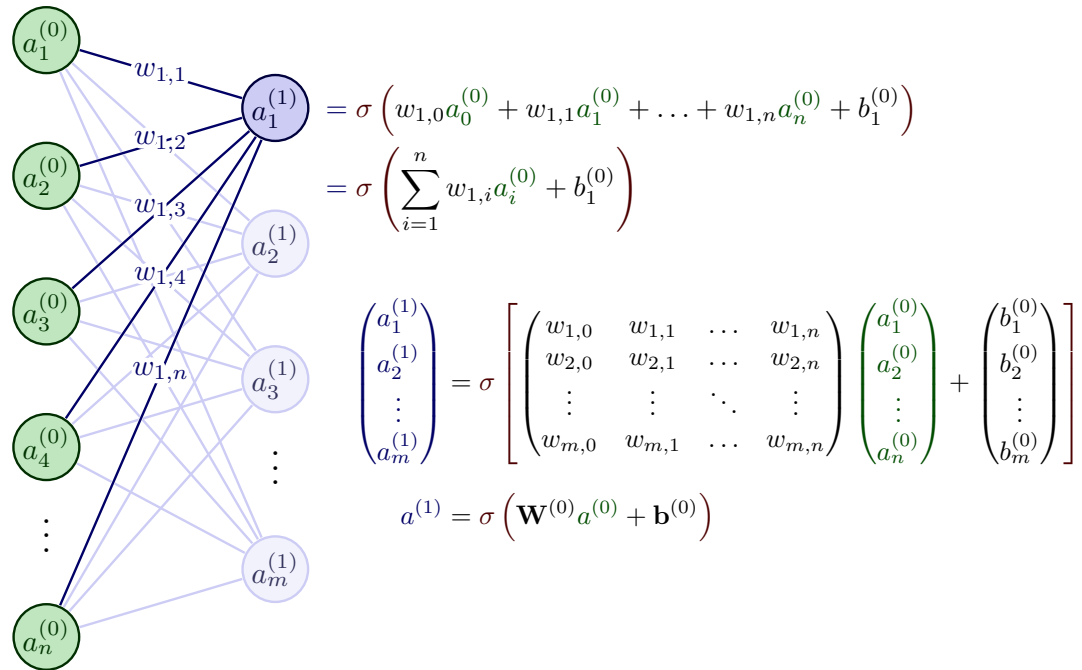 a_1^{(0)}
a_2^{(0)}
a_3^{(0)}
a_4^{(0)}
⋮
a_n^{(0)}
w_{1,1}
w_{1,2}
w_{1,3}
w_{1,4}
w_{1,n}
a_1^{(1)}
a_2^{(1)}
a_3^{(1)}
⋮
a_m^{(1)}
= σ ( w_{1,0} a_0^{(0)} + w_{1,1} a_1^{(0)} + … + w_{1,n} a_n^{(0)} + b_1^{(0)} )
= σ ( ∑_{i=1}^{n} w_{1,i} a_i^{(0)} + b_1^{(0)} )
a_1^{(1)} w_{1,0} w_{1,1} … w_{1,n} a_1^{(0)} b_1^{(0)}
a_2^{(1)} = σ w_{2,0} w_{2,1} … w_{2,n} a_2^{(0)} + b_2^{(0)}
⋮ ⋮ ⋮ ⋱ ⋮ ⋮ ⋮
a_m^{(1)} w_{m,0} w_{m,1} … w_{m,n} a_n^{(0)} b_m^{(0)}
a^{(1)} = σ ( W^{(0)} a^{(0)} + b^{(0)} )